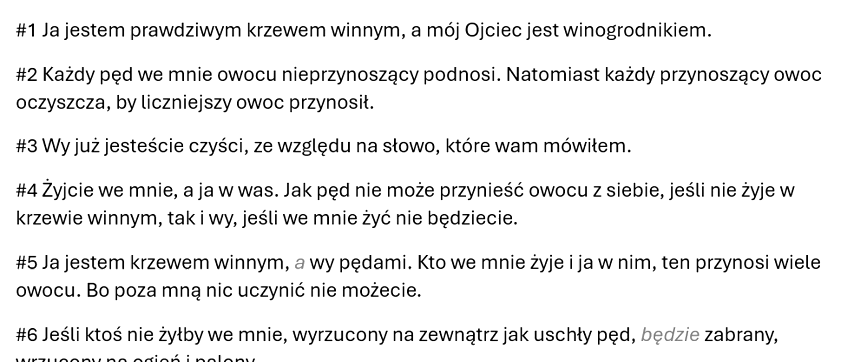 #1 Ja jestem prawdziwym krzewem winnym, a mój Ojciec jest winogrodnikiem.
#2 Każdy pęd we mnie owocu nieprzynoszący podnosi. Natomiast każdy przynoszący owoc
oczyszcza, by liczniejszy owoc przynosił.
#3 Wy już jesteście czyści, ze względu na słowo, które wam mówiłem.
#4 Żyjcie we mnie, a ja w was. Jak pęd nie może przynieść owocu z siebie, jeśli nie żyje w
krzewie winnym, tak i wy, jeśli we mnie żyć nie będziecie.
#5 Ja jestem krzewem winnym, a wy pędami. Kto we mnie żyje i ja w nim, ten przynosi wiele
owocu. Bo poza mną nic uczynić nie możecie.
#6 Jeśli ktoś nie żyłby we mnie, wyrzucony na zewnątrz jak uschły pęd, będzie zabrany,
wrzucony na ogień i palony